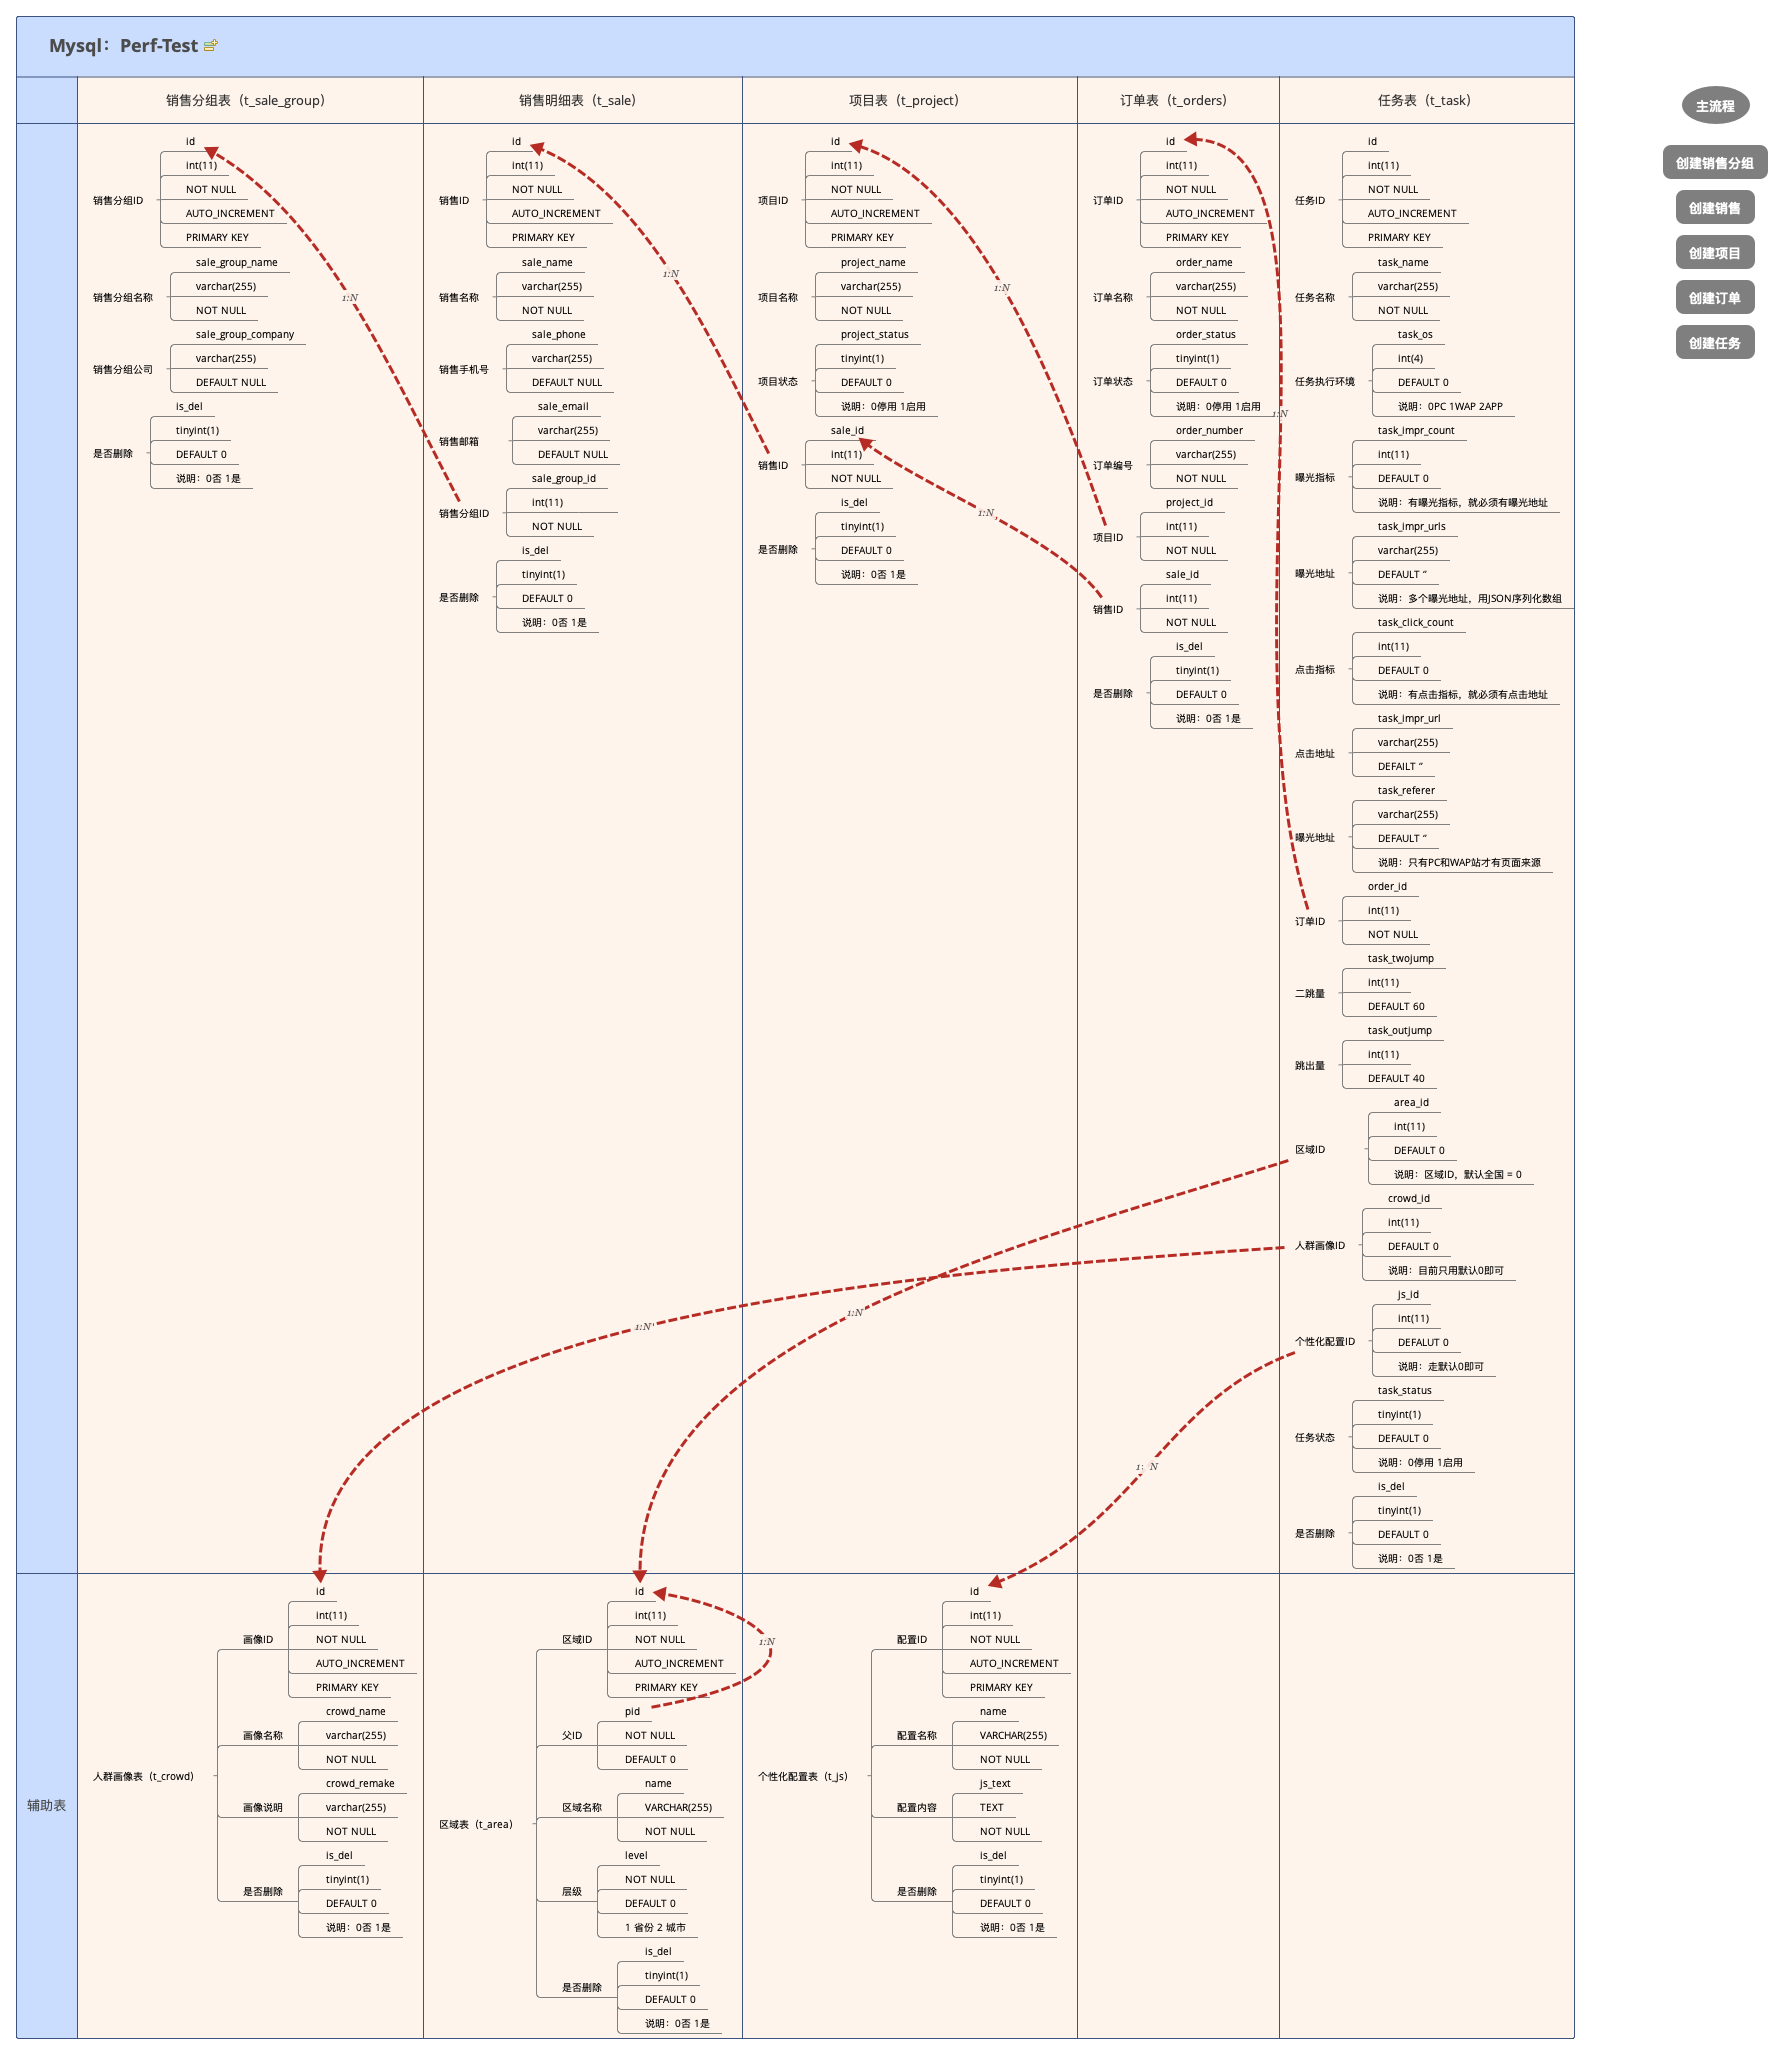 Mysql：Perf-Test
销售分组表（t_sale_group）
销售明细表（t_sale）
项目表（t_project）
订单表（t_orders）
任务表（t_task）
销售分组ID
id
int(11)
NOT NULL
AUTO_INCREMENT
PRIMARY KEY
销售分组名称
sale_group_name
varchar(255)
NOT NULL
销售分组公司
sale_group_company
varchar(255)
DEFAULT NULL
是否删除
is_del
tinyint(1)
DEFAULT 0
说明：0否 1是
1:N
销售ID
id
int(11)
NOT NULL
AUTO_INCREMENT
PRIMARY KEY
销售名称
sale_name
varchar(255)
NOT NULL
销售手机号
sale_phone
varchar(255)
DEFAULT NULL
销售邮箱
sale_email
varchar(255)
DEFAULT NULL
销售分组ID
sale_group_id
int(11)
NOT NULL
是否删除
is_del
tinyint(1)
DEFAULT 0
说明：0否 1是
1:N
项目ID
id
int(11)
NOT NULL
AUTO_INCREMENT
PRIMARY KEY
项目名称
project_name
varchar(255)
NOT NULL
项目状态
project_status
tinyint(1)
DEFAULT 0
说明：0停用 1启用
销售ID
sale_id
int(11)
NOT NULL
是否删除
is_del
tinyint(1)
DEFAULT 0
说明：0否 1是
1:N
1:N
订单ID
id
int(11)
NOT NULL
AUTO_INCREMENT
PRIMARY KEY
订单名称
order_name
varchar(255)
NOT NULL
订单状态
order_status
tinyint(1)
DEFAULT 0
说明：0停用 1启用
订单编号
order_number
varchar(255)
NOT NULL
项目ID
project_id
int(11)
NOT NULL
销售ID
sale_id
int(11)
NOT NULL
是否删除
is_del
tinyint(1)
DEFAULT 0
说明：0否 1是
1:N
任务ID
id
int(11)
NOT NULL
AUTO_INCREMENT
PRIMARY KEY
任务名称
task_name
varchar(255)
NOT NULL
任务执行环境
task_os
int(4)
DEFAULT 0
说明：0PC 1WAP 2APP
曝光指标
task_impr_count
int(11)
DEFAULT 0
说明：有曝光指标，就必须有曝光地址
曝光地址
task_impr_urls
varchar(255)
DEFAULT ‘’
说明：多个曝光地址，用JSON序列化数组
点击指标
task_click_count
int(11)
DEFAULT 0
说明：有点击指标，就必须有点击地址
点击地址
task_impr_url
varchar(255)
DEFAILT ‘’
曝光地址
task_referer
varchar(255)
DEFAULT ‘’
说明：只有PC和WAP站才有页面来源
订单ID
order_id
int(11)
NOT NULL
二跳量
task_twojump
int(11)
DEFAULT 60
跳出量
task_outjump
int(11)
DEFAULT 40
区域ID
area_id
int(11)
DEFAULT 0
说明：区域ID，默认全国 = 0
人群画像ID
crowd_id
int(11)
DEFAULT 0
说明：目前只用默认0即可
个性化配置ID
js_id
int(11)
DEFALUT 0
说明：走默认0即可
任务状态
task_status
tinyint(1)
DEFAULT 0
说明：0停用 1启用
是否删除
is_del
tinyint(1)
DEFAULT 0
说明：0否 1是
1:N
1:N
1:N
辅助表
人群画像表（t_crowd）
画像ID
id
int(11)
NOT NULL
AUTO_INCREMENT
PRIMARY KEY
画像名称
crowd_name
varchar(255)
NOT NULL
画像说明
crowd_remake
varchar(255)
NOT NULL
是否删除
is_del
tinyint(1)
DEFAULT 0
说明：0否 1是
区域表（t_area）
区域ID
id
int(11)
NOT NULL
AUTO_INCREMENT
PRIMARY KEY
父ID
pid
NOT NULL
DEFAULT 0
区域名称
name
VARCHAR(255)
NOT NULL
层级
level
NOT NULL
DEFAULT 0
1 省份 2 城市
是否删除
is_del
tinyint(1)
DEFAULT 0
说明：0否 1是
1:N
个性化配置表（t_js）
配置ID
id
int(11)
NOT NULL
AUTO_INCREMENT
PRIMARY KEY
配置名称
name
VARCHAR(255)
NOT NULL
配置内容
js_text
TEXT
NOT NULL
是否删除
is_del
tinyint(1)
DEFAULT 0
说明：0否 1是
主流程
创建销售分组
创建销售
创建项目
创建订单
创建任务